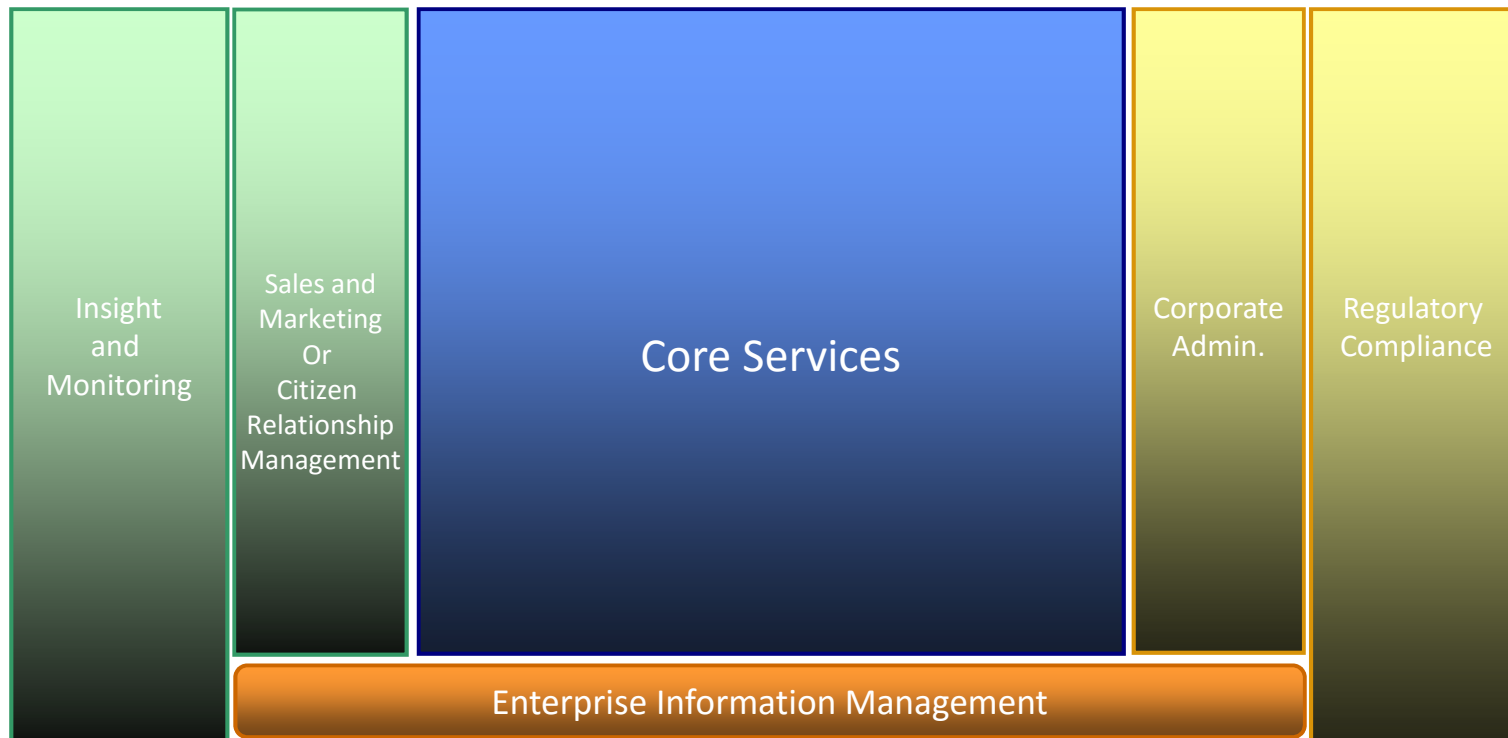 Insight
and
Monitoring
Sales and
Marketing
Or
Citizen
Relationship
Management
Core Services
Corporate
Admin.
Regulatory
Compliance
Enterprise Information Management